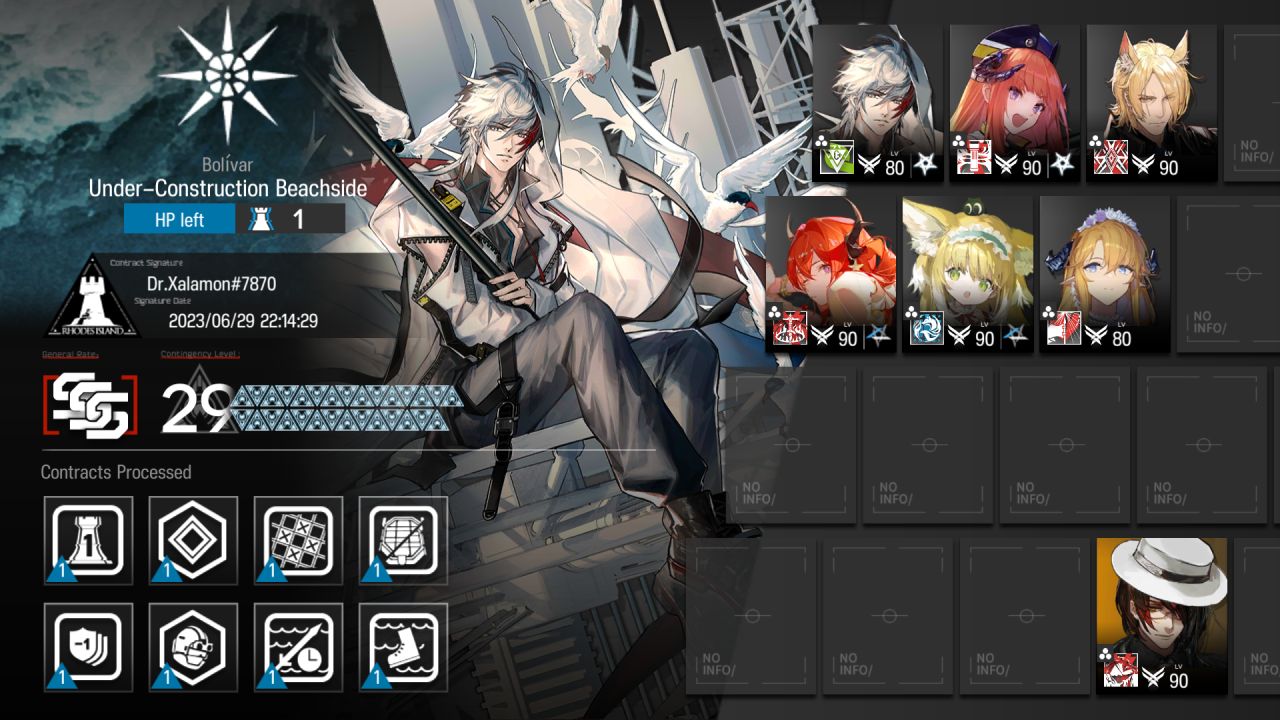 Bolívar
Under-Construction Beachside
HP left 1
Contract Signature
Dr.Xalamon#7870
Signature Date
2023/06/29 22:14:29
RHODES ISLAND
General Rate:
Contingency Level:
29
Contracts Processed
1
1 1 1 1
1 1 1 1
LV 80
LV 90
LV 90
NO INFO/
LV 90
LV 90
LV 80
NO INFO/
NO INFO/
NO INFO/
NO INFO/
NO INFO/
NO INFO/
NO INFO/
NO INFO/
LV 90
NO INFO/